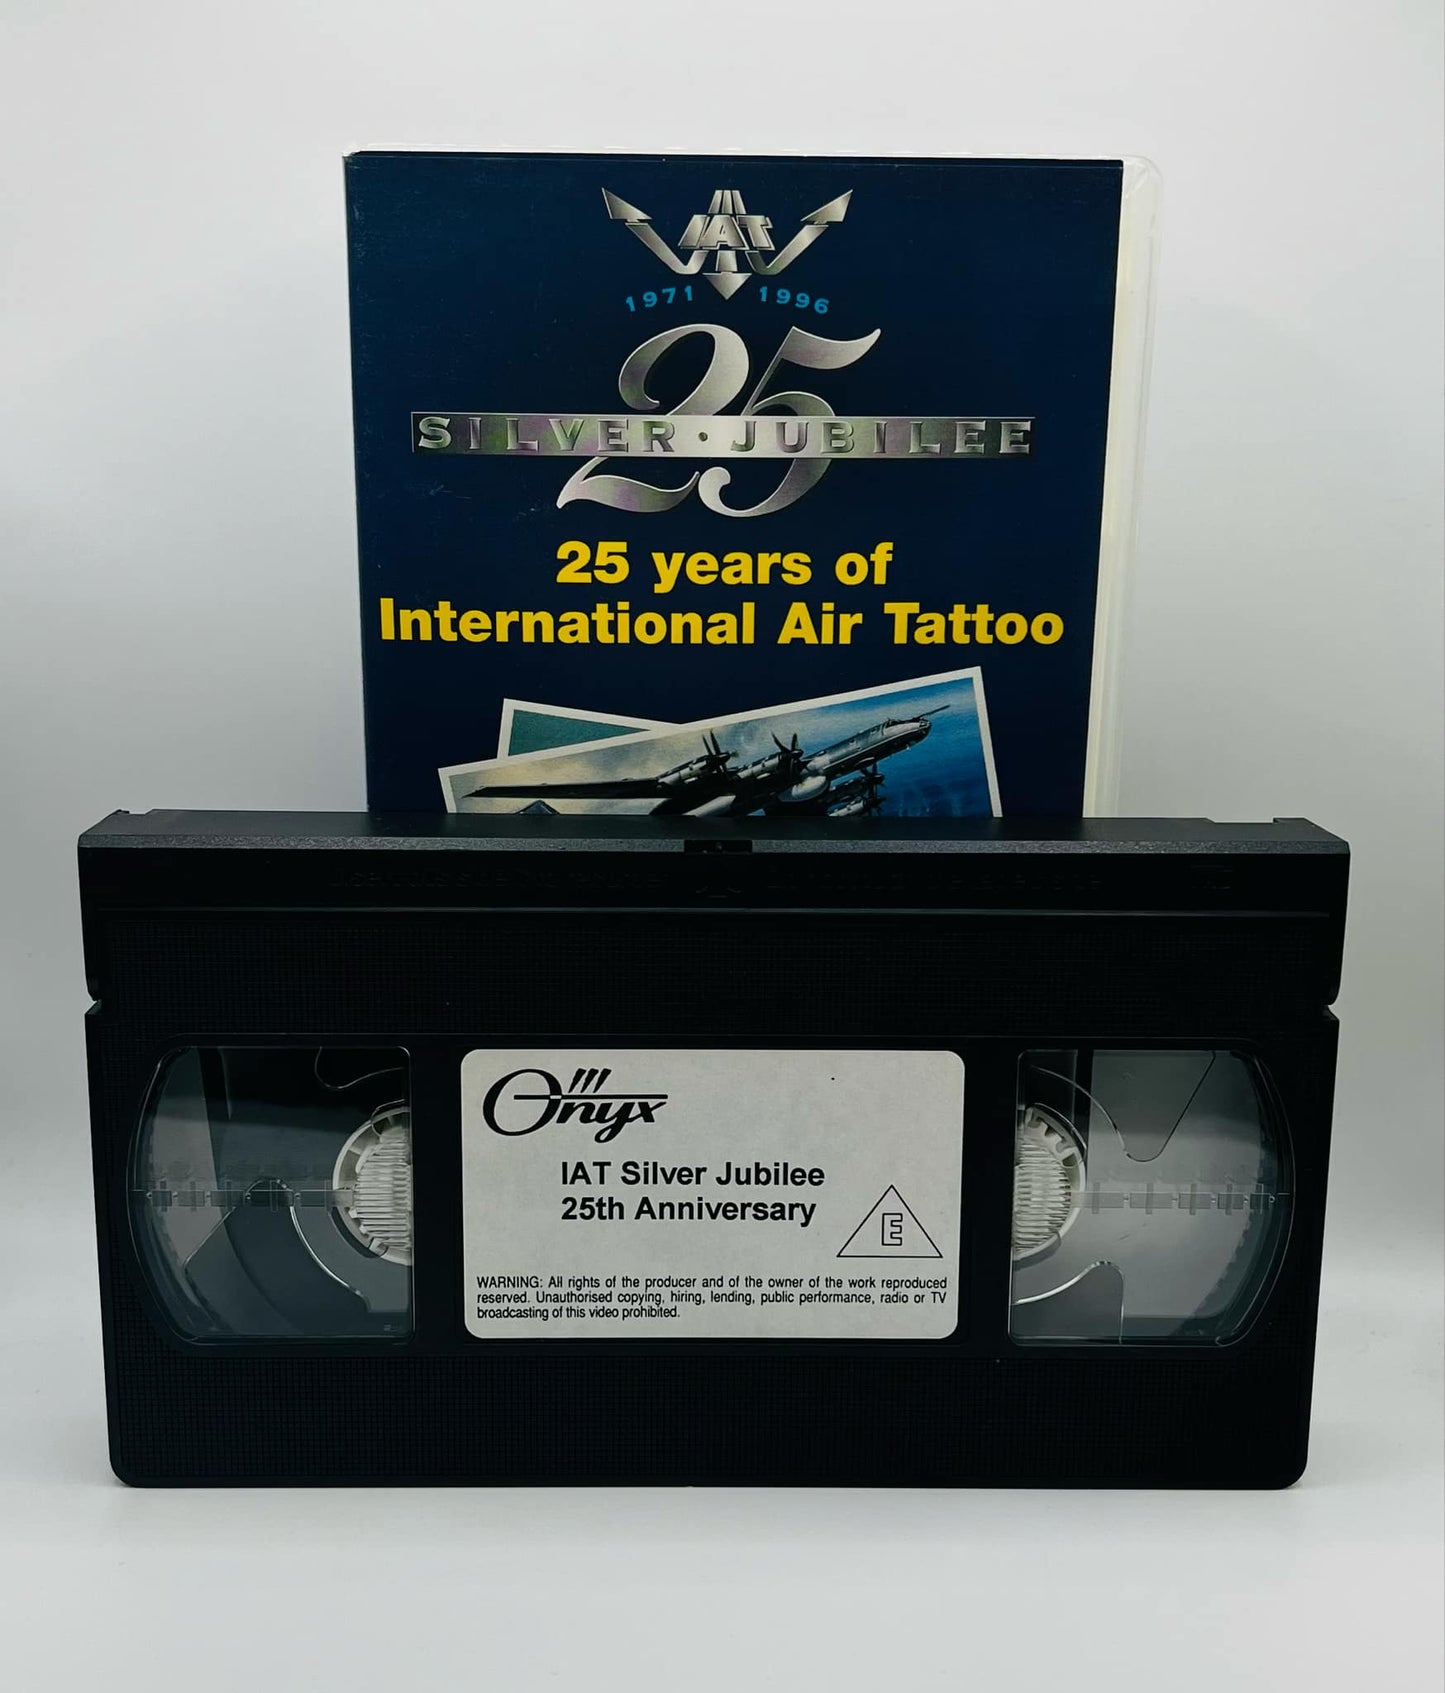 IAT
1971 1996
25
SILVER · JUBILEE
25 years of
International Air Tattoo
Onyx
IAT Silver Jubilee
25th Anniversary
E
WARNING: All rights of the producer and of the owner of the work reproduced
reserved. Unauthorised copying, hiring, lending, public performance, radio or TV
broadcasting of this video prohibited.